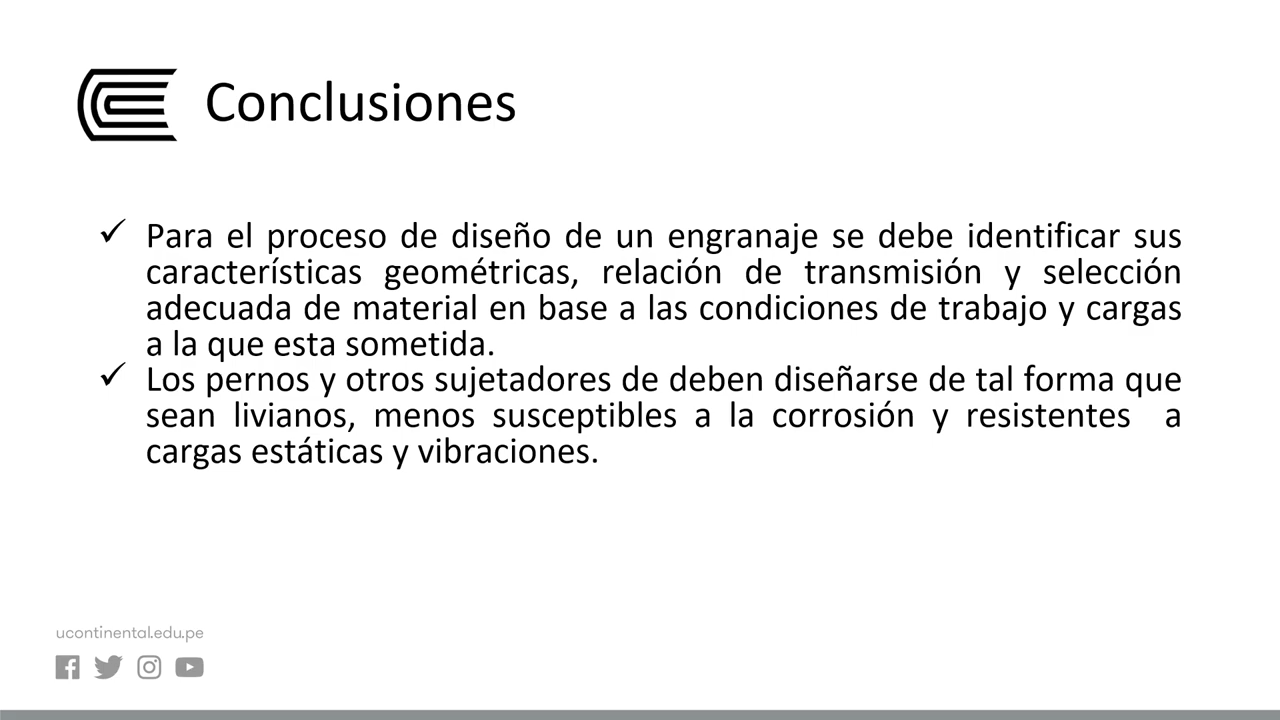 Conclusiones
✓ Para el proceso de diseño de un engranaje se debe identificar sus
características geométricas, relación de transmisión y selección
adecuada de material en base a las condiciones de trabajo y cargas
a la que esta sometida.
✓ Los pernos y otros sujetadores de deben diseñarse de tal forma que
sean livianos, menos susceptibles a la corrosión y resistentes a
cargas estáticas y vibraciones.
ucontinental.edu.pe